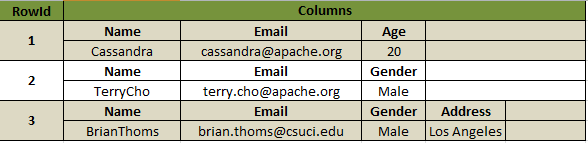 RowId Columns
1 Name Email Age
Cassandra cassandra@apache.org 20
2 Name Email Gender
TerryCho terry.cho@apache.org Male
3 Name Email Gender Address
BrianThoms brian.thoms@csuci.edu Male Los Angeles